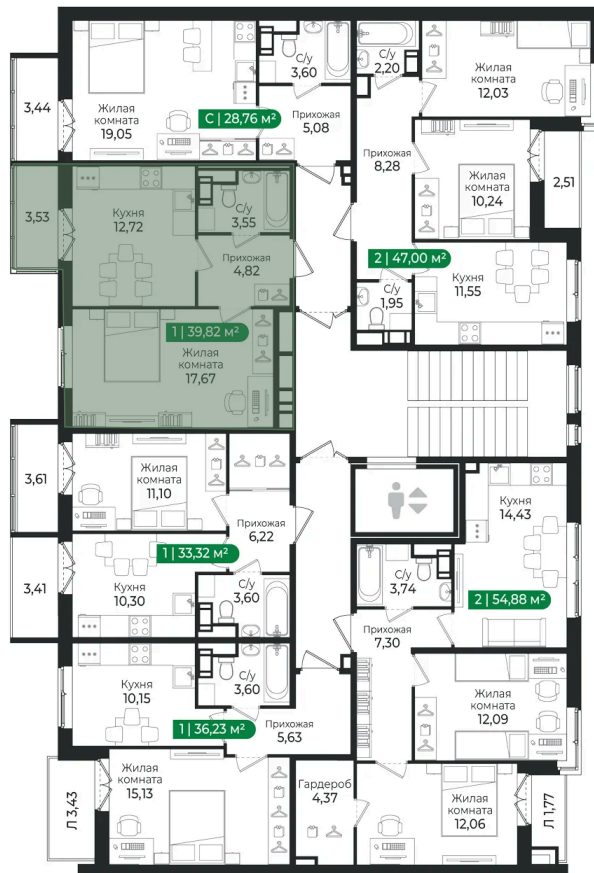 3,44
Жилая
комната
19,05
С | 28,76 м²
С/у
3,60
Прихожая
5,08
С/у
2,20
Жилая
комната
12,03
Прихожая
8,28
Жилая
комната
10,24
2,51
3,53
Кухня
12,72
С/у
3,55
Прихожая
4,82
2 | 47,00 м²
С/у
1,95
Кухня
11,55
1 | 39,82 м²
Жилая
комната
17,67
3,61
Жилая
комната
11,10
Прихожая
6,22
3,41
1 | 33,32 м²
Кухня
10,30
С/у
3,60
Кухня
14,43
С/у
3,74
2 | 54,88 м²
Прихожая
7,30
Кухня
10,15
С/у
3,60
1 | 36,23 м²
Прихожая
5,63
Жилая
комната
12,09
Л 3,43
Жилая
комната
15,13
Гардероб
4,37
Жилая
комната
12,06
Л 1,77